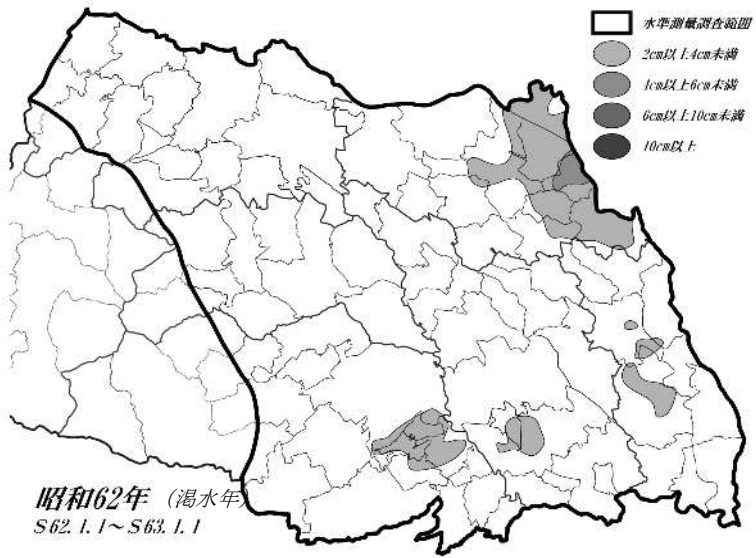 水準測量調査範囲
2cm以上4cm未満
4cm以上6cm未満
6cm以上10cm未満
10cm以上
昭和62年 (渇水年)
S62.1.1～S63.1.1